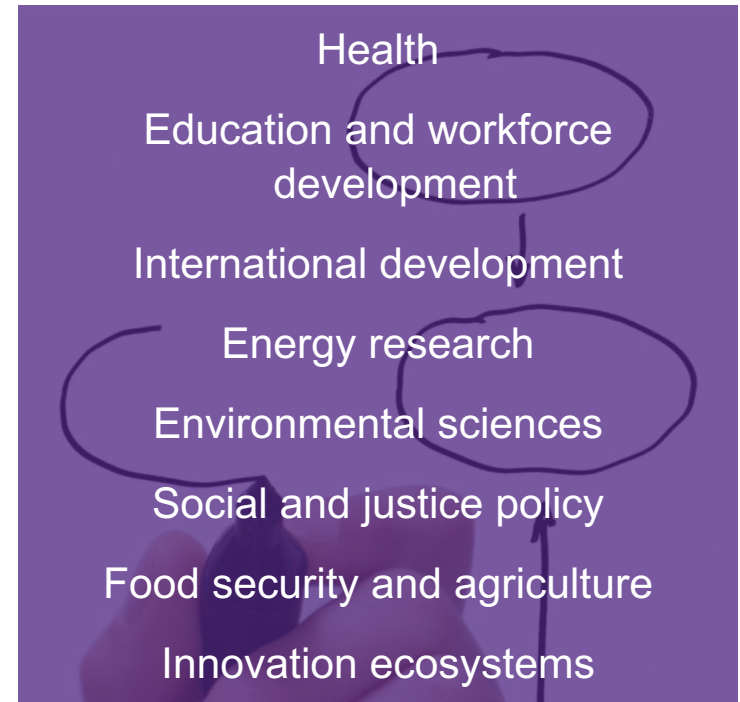 Health
Education and workforce
development
International development
Energy research
Environmental sciences
Social and justice policy
Food security and agriculture
Innovation ecosystems